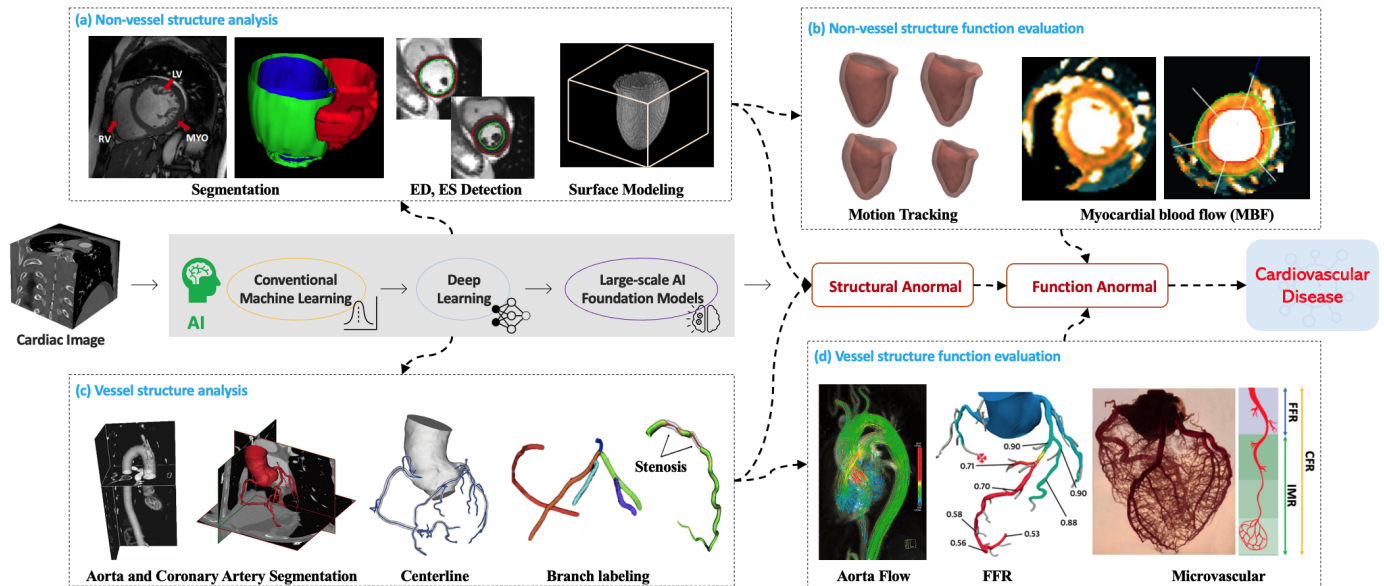 (a) Non-vessel structure analysis
LV
RV
MYO
Segmentation
ED, ES Detection
Surface Modeling
(b) Non-vessel structure function evaluation
Motion Tracking
Myocardial blood flow (MBF)
Cardiac Image
AI
Conventional
Machine Learning
Deep
Learning
Large-scale AI
Foundation Models
Structural Anormal
Function Anormal
Cardiovascular
Disease
(c) Vessel structure analysis
Stenosis
Aorta and Coronary Artery Segmentation
Centerline
Branch labeling
(d) Vessel structure function evaluation
0.90
0.71
0.70
0.90
0.88
0.58
0.53
0.56
FFR
CFR
IMR
Aorta Flow
FFR
Microvascular